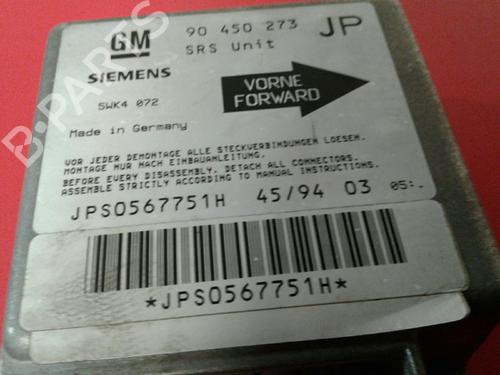 GM
90 450 273 JP
SRS Unit
SIEMENS
VORNE
FORWARD
5WK4 072
Made in Germany
VOR JEDER DEMONTAGE ALLE STECKVERBINDUNGEN LOESEN.
MONTAGE NUR NACH EINBAUANLEITUNG.
BEFORE EVERY DISASSEMBLY, DETACH ALL CONNECTORS.
ASSEMBLE STRICTLY ACCORDING TO MANUAL INSTRUCTIONS.
JPS0567751H 45/94 03
*JPS0567751H*
B-PARTS